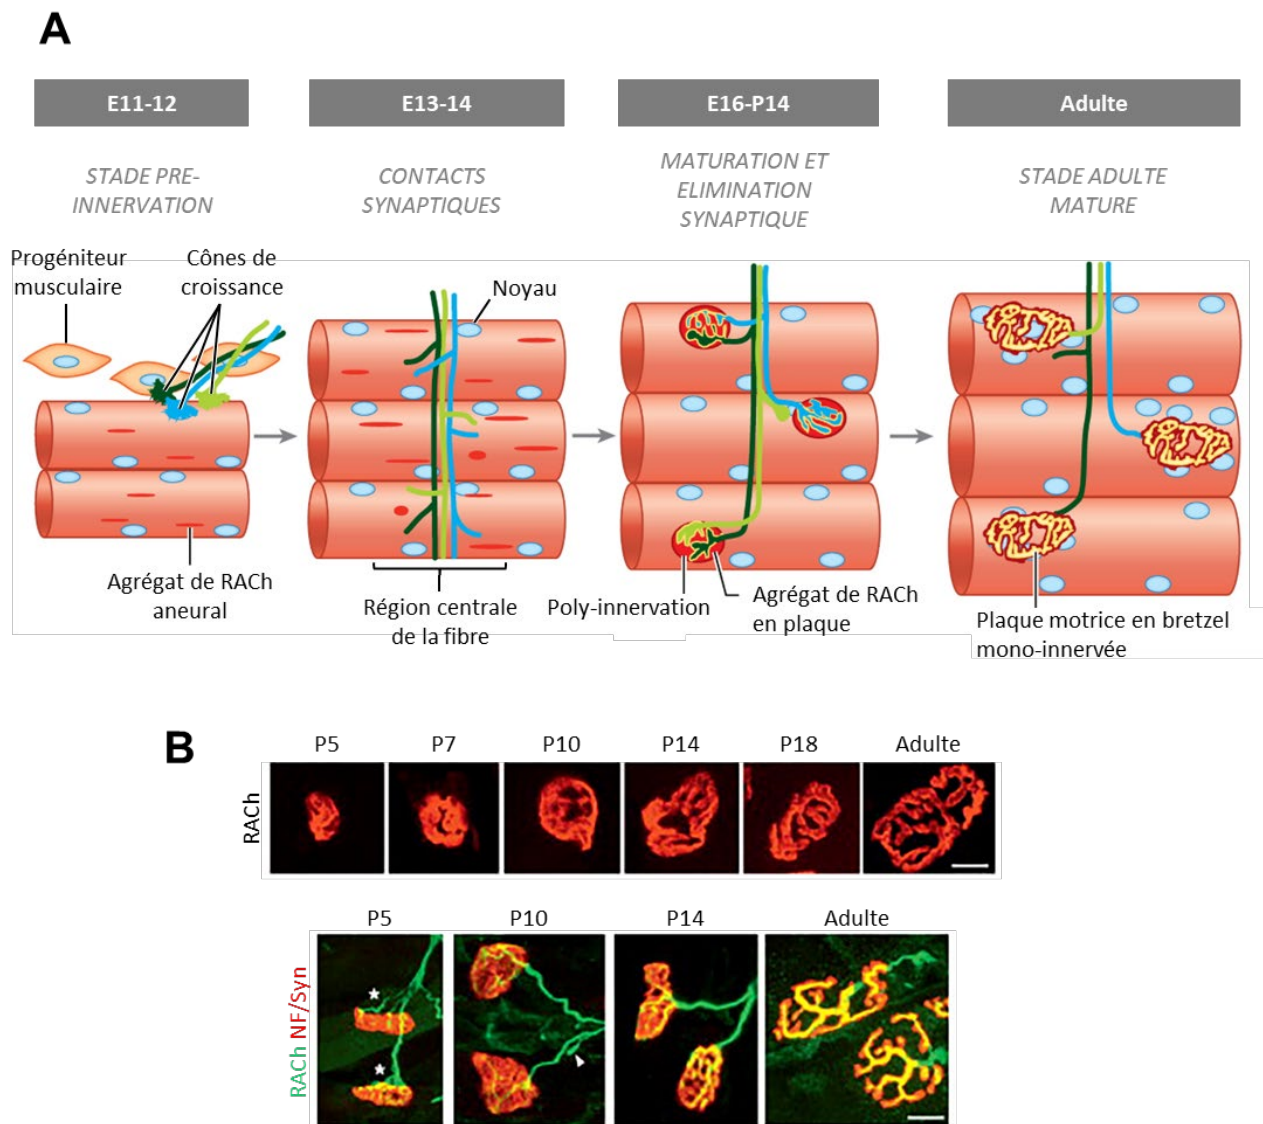 A
E11-12
E13-14
E16-P14
Adulte
STADE PRE-
INNERVATION
CONTACTS
SYNAPTIQUES
MATURATION ET
ELIMINATION
SYNAPTIQUE
STADE ADULTE
MATURE
Progéniteur
musculaire
Cônes de
croissance
Noyau
Agrégat de RACh
aneural
Région centrale
de la fibre
Poly-innervation
Agrégat de RACh
en plaque
Plaque motrice en bretzel
mono-innervée
B
P5
P7
P10
P14
P18
Adulte
RACh
P5
P10
P14
Adulte
RACh NF/Syn